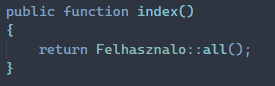 public function index()
{
    return Felhasznalo::all();
}